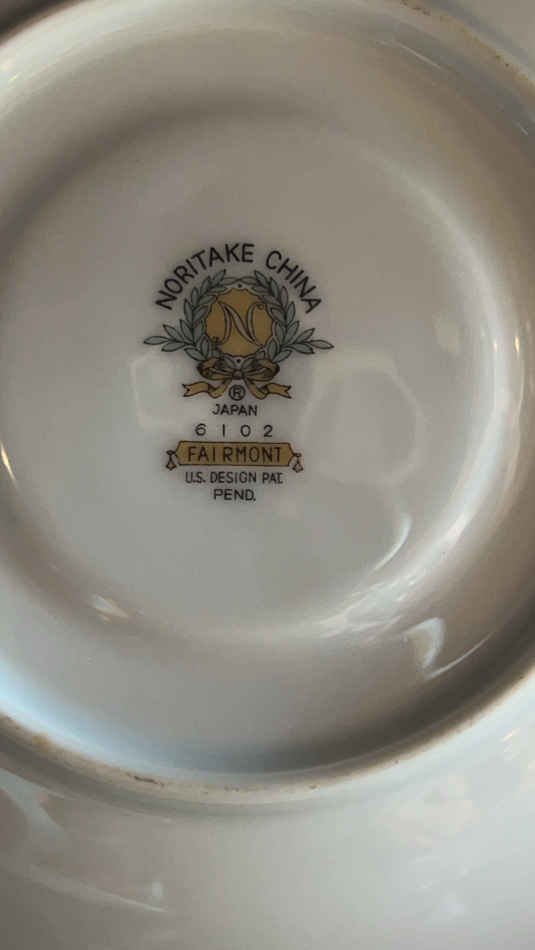 NORITAKE CHINA
N
®
JAPAN
6102
FAIRMONT
U.S. DESIGN PAT.
PEND.